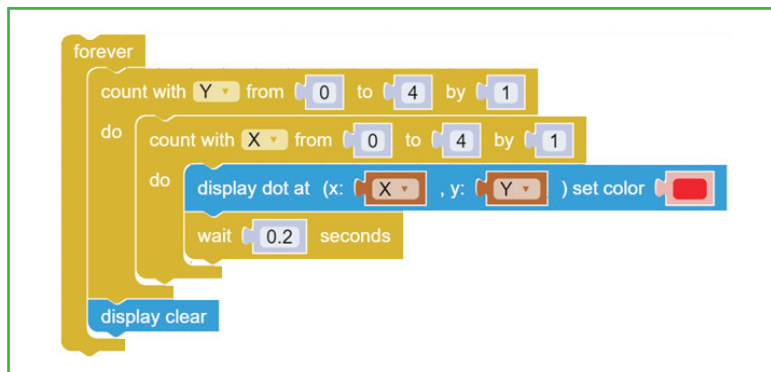 forever
count with Y from 0 to 4 by 1
do count with X from 0 to 4 by 1
do display dot at (x: X , y: Y ) set color
wait 0.2 seconds
display clear